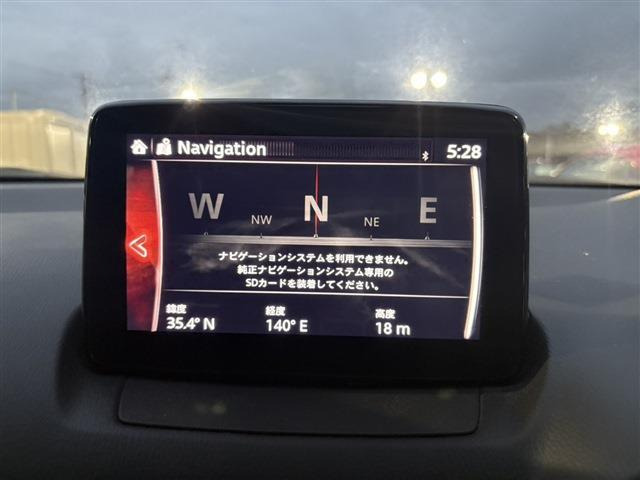 Navigation 5:28
W NW N NE E
ナビゲーションシステムを利用できません。
純正ナビゲーションシステム専用の
SDカードを装着してください。
緯度 経度 高度
35.4° N 140° E 18 m